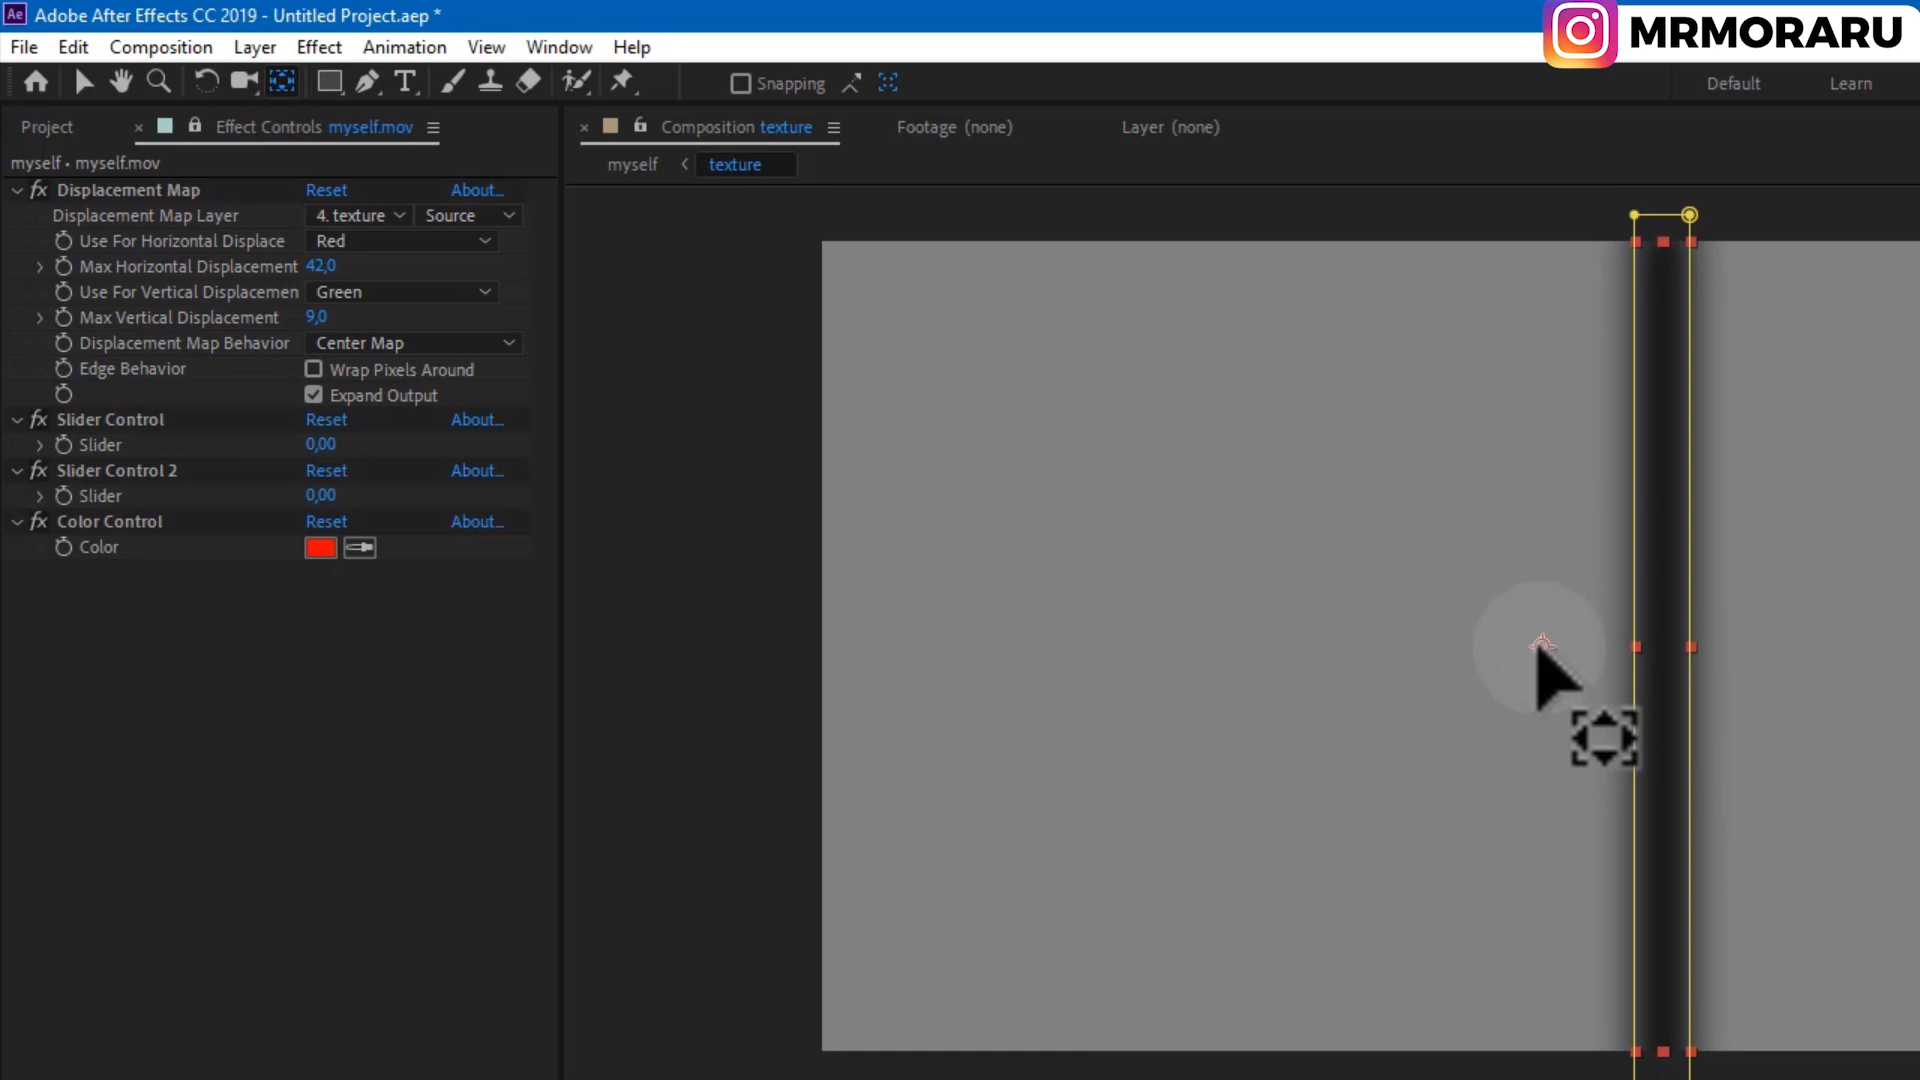 Ae Adobe After Effects CC 2019 - Untitled Project.aep *
MRMORARU
File Edit Composition Layer Effect Animation View Window Help
T Snapping Default Learn
Project × Effect Controls myself.mov
× Composition texture Footage (none) Layer (none)
myself • myself.mov
myself < texture
fx Displacement Map Reset About...
Displacement Map Layer 4. texture Source
Use For Horizontal Displace Red
Max Horizontal Displacement 42,0
Use For Vertical Displacemen Green
Max Vertical Displacement 9,0
Displacement Map Behavior Center Map
Edge Behavior Wrap Pixels Around
Expand Output
fx Slider Control Reset About...
Slider 0,00
fx Slider Control 2 Reset About...
Slider 0,00
fx Color Control Reset About...
Color